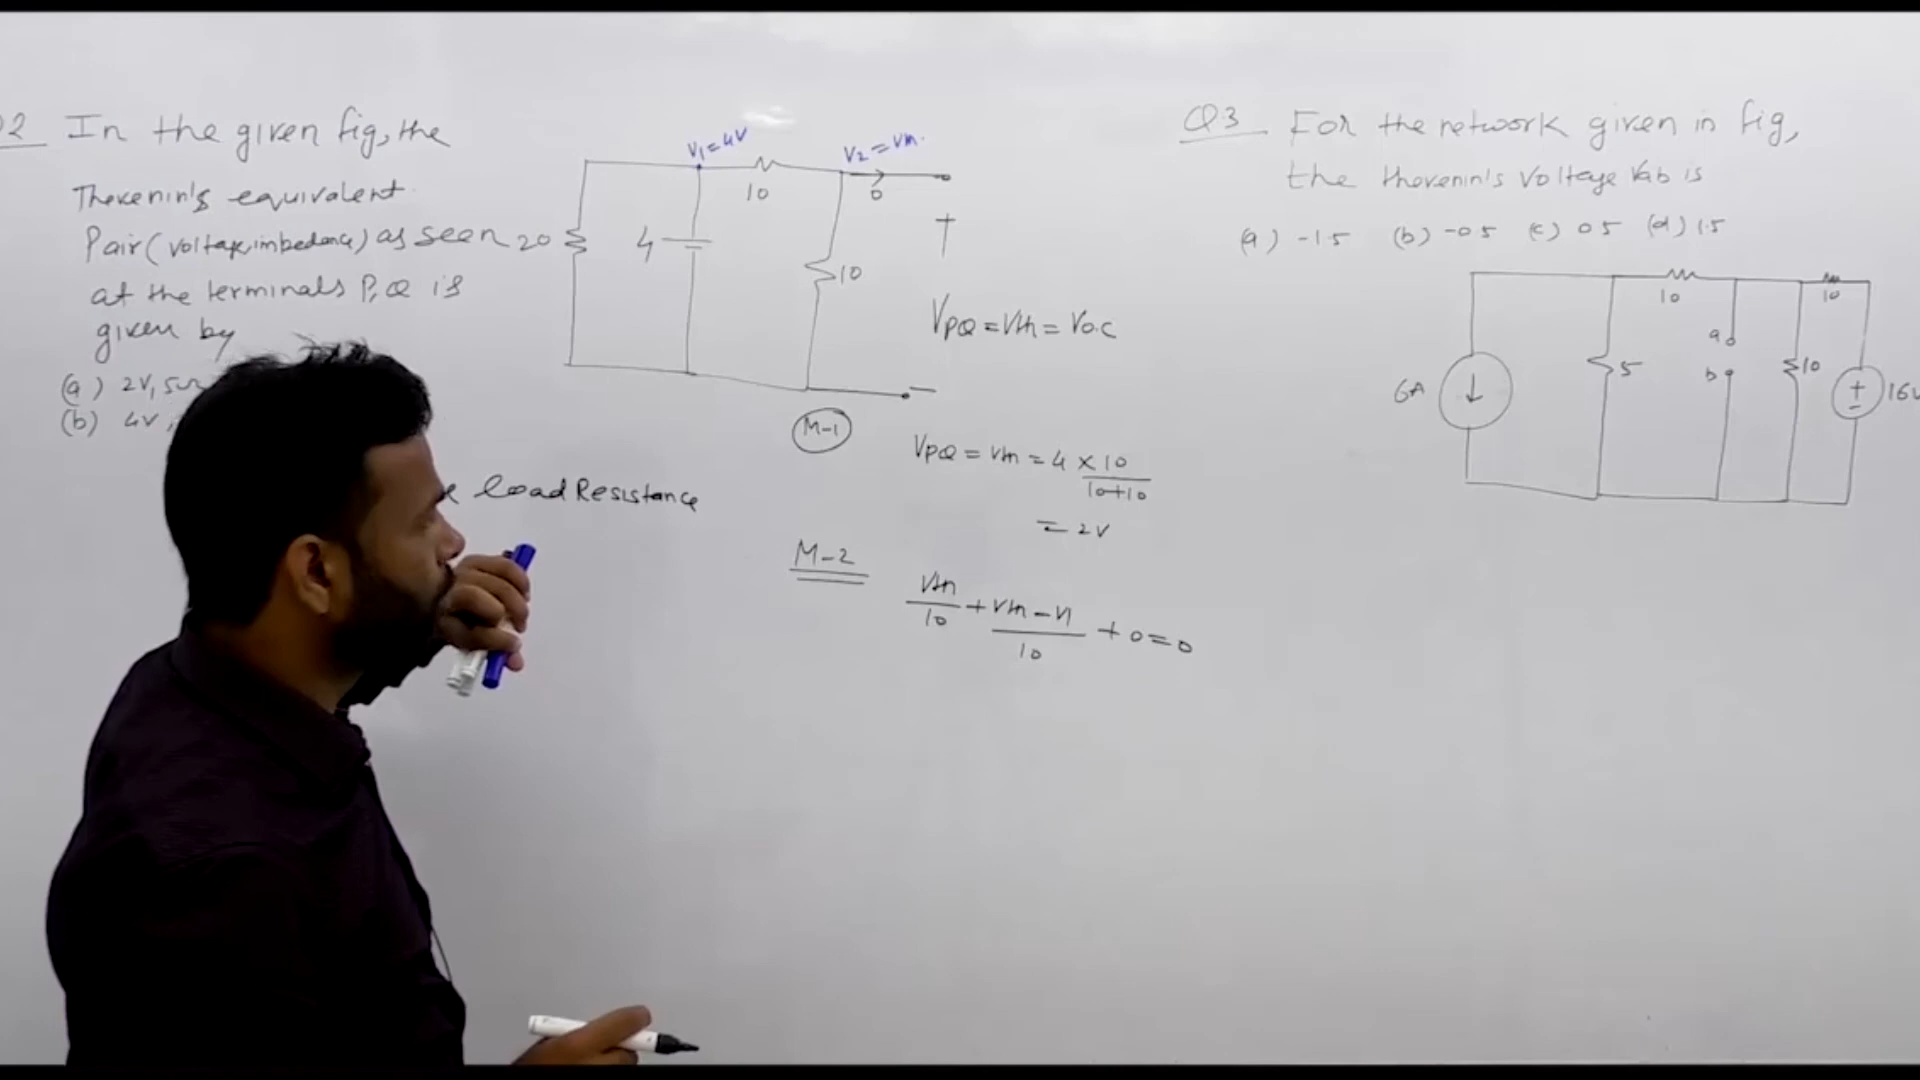 2 In the given fig, the
Thevenin's equivalent
Pair (voltage, impedance) as seen
at the terminals P, Q is
given by
(a) 2V, 5
(b) 4V,
load Resistance
V1 = 4V
V2 = Vth
10
0
20
4
10
+
VPQ = Vth = VO.C
M-1
VPQ = Vth = 4 × 10
10+10
= 2V
M-2
Vth/10 + Vth - V1/10 + 0 = 0
Q3 For the network given in fig,
the thevenin's voltage Vab is
(a) -1.5 (b) -0.5 (c) 0.5 (d) 1.5
10
10
a
5
b
10
6A
+
-
16V